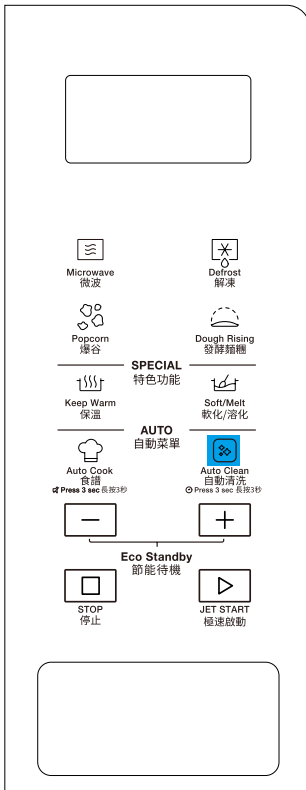 Microwave
微波
Defrost
解凍
Popcorn
爆谷
Dough Rising
發酵麵糰
SPECIAL
特色功能
Keep Warm
保溫
Soft/Melt
軟化/溶化
AUTO
自動菜單
Auto Cook
食譜
Press 3 sec 長按3秒
Auto Clean
自動清洗
Press 3 sec 長按3秒
Eco Standby
節能待機
STOP
停止
JET START
極速啟動